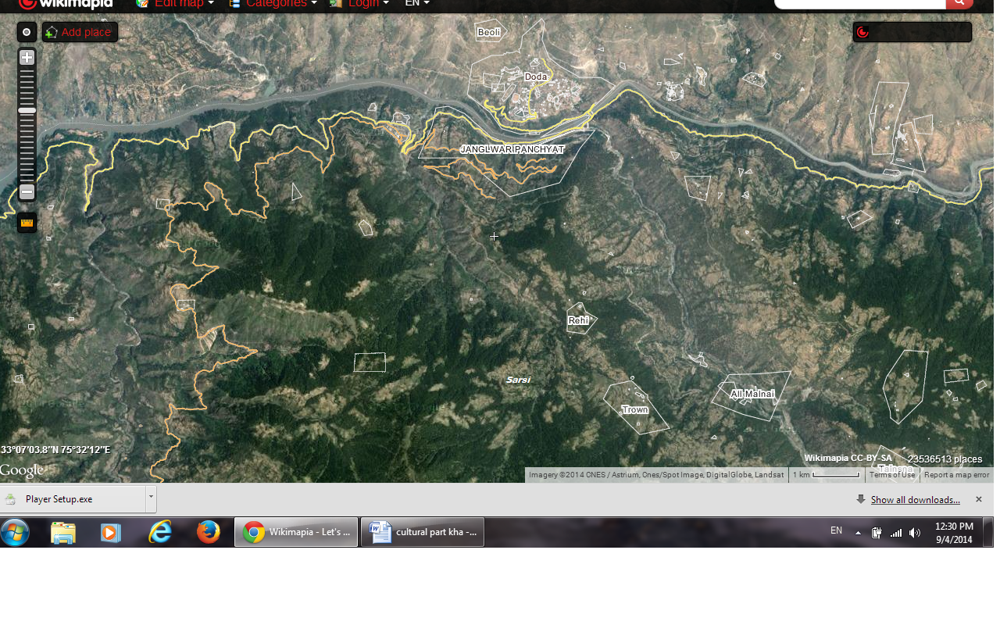 wikimapia Edit map Categories Login EN
Add place
Beoli
Doda
JANGLWAR PANCHYAT
Rehi
Sarsi
All Malnai
Trown
33°07'03.8"N 75°32'12"E
Google
Wikimapia CC-BY-SA 23536513 places
Imagery ©2014 CNES / Astrium, Cnes/Spot Image, DigitalGlobe, Landsat 1 km Terms of Use Report a map error
Player Setup.exe
Show all downloads...
Wikimapia - Let's ...
cultural part kha -...
EN
12:30 PM
9/4/2014